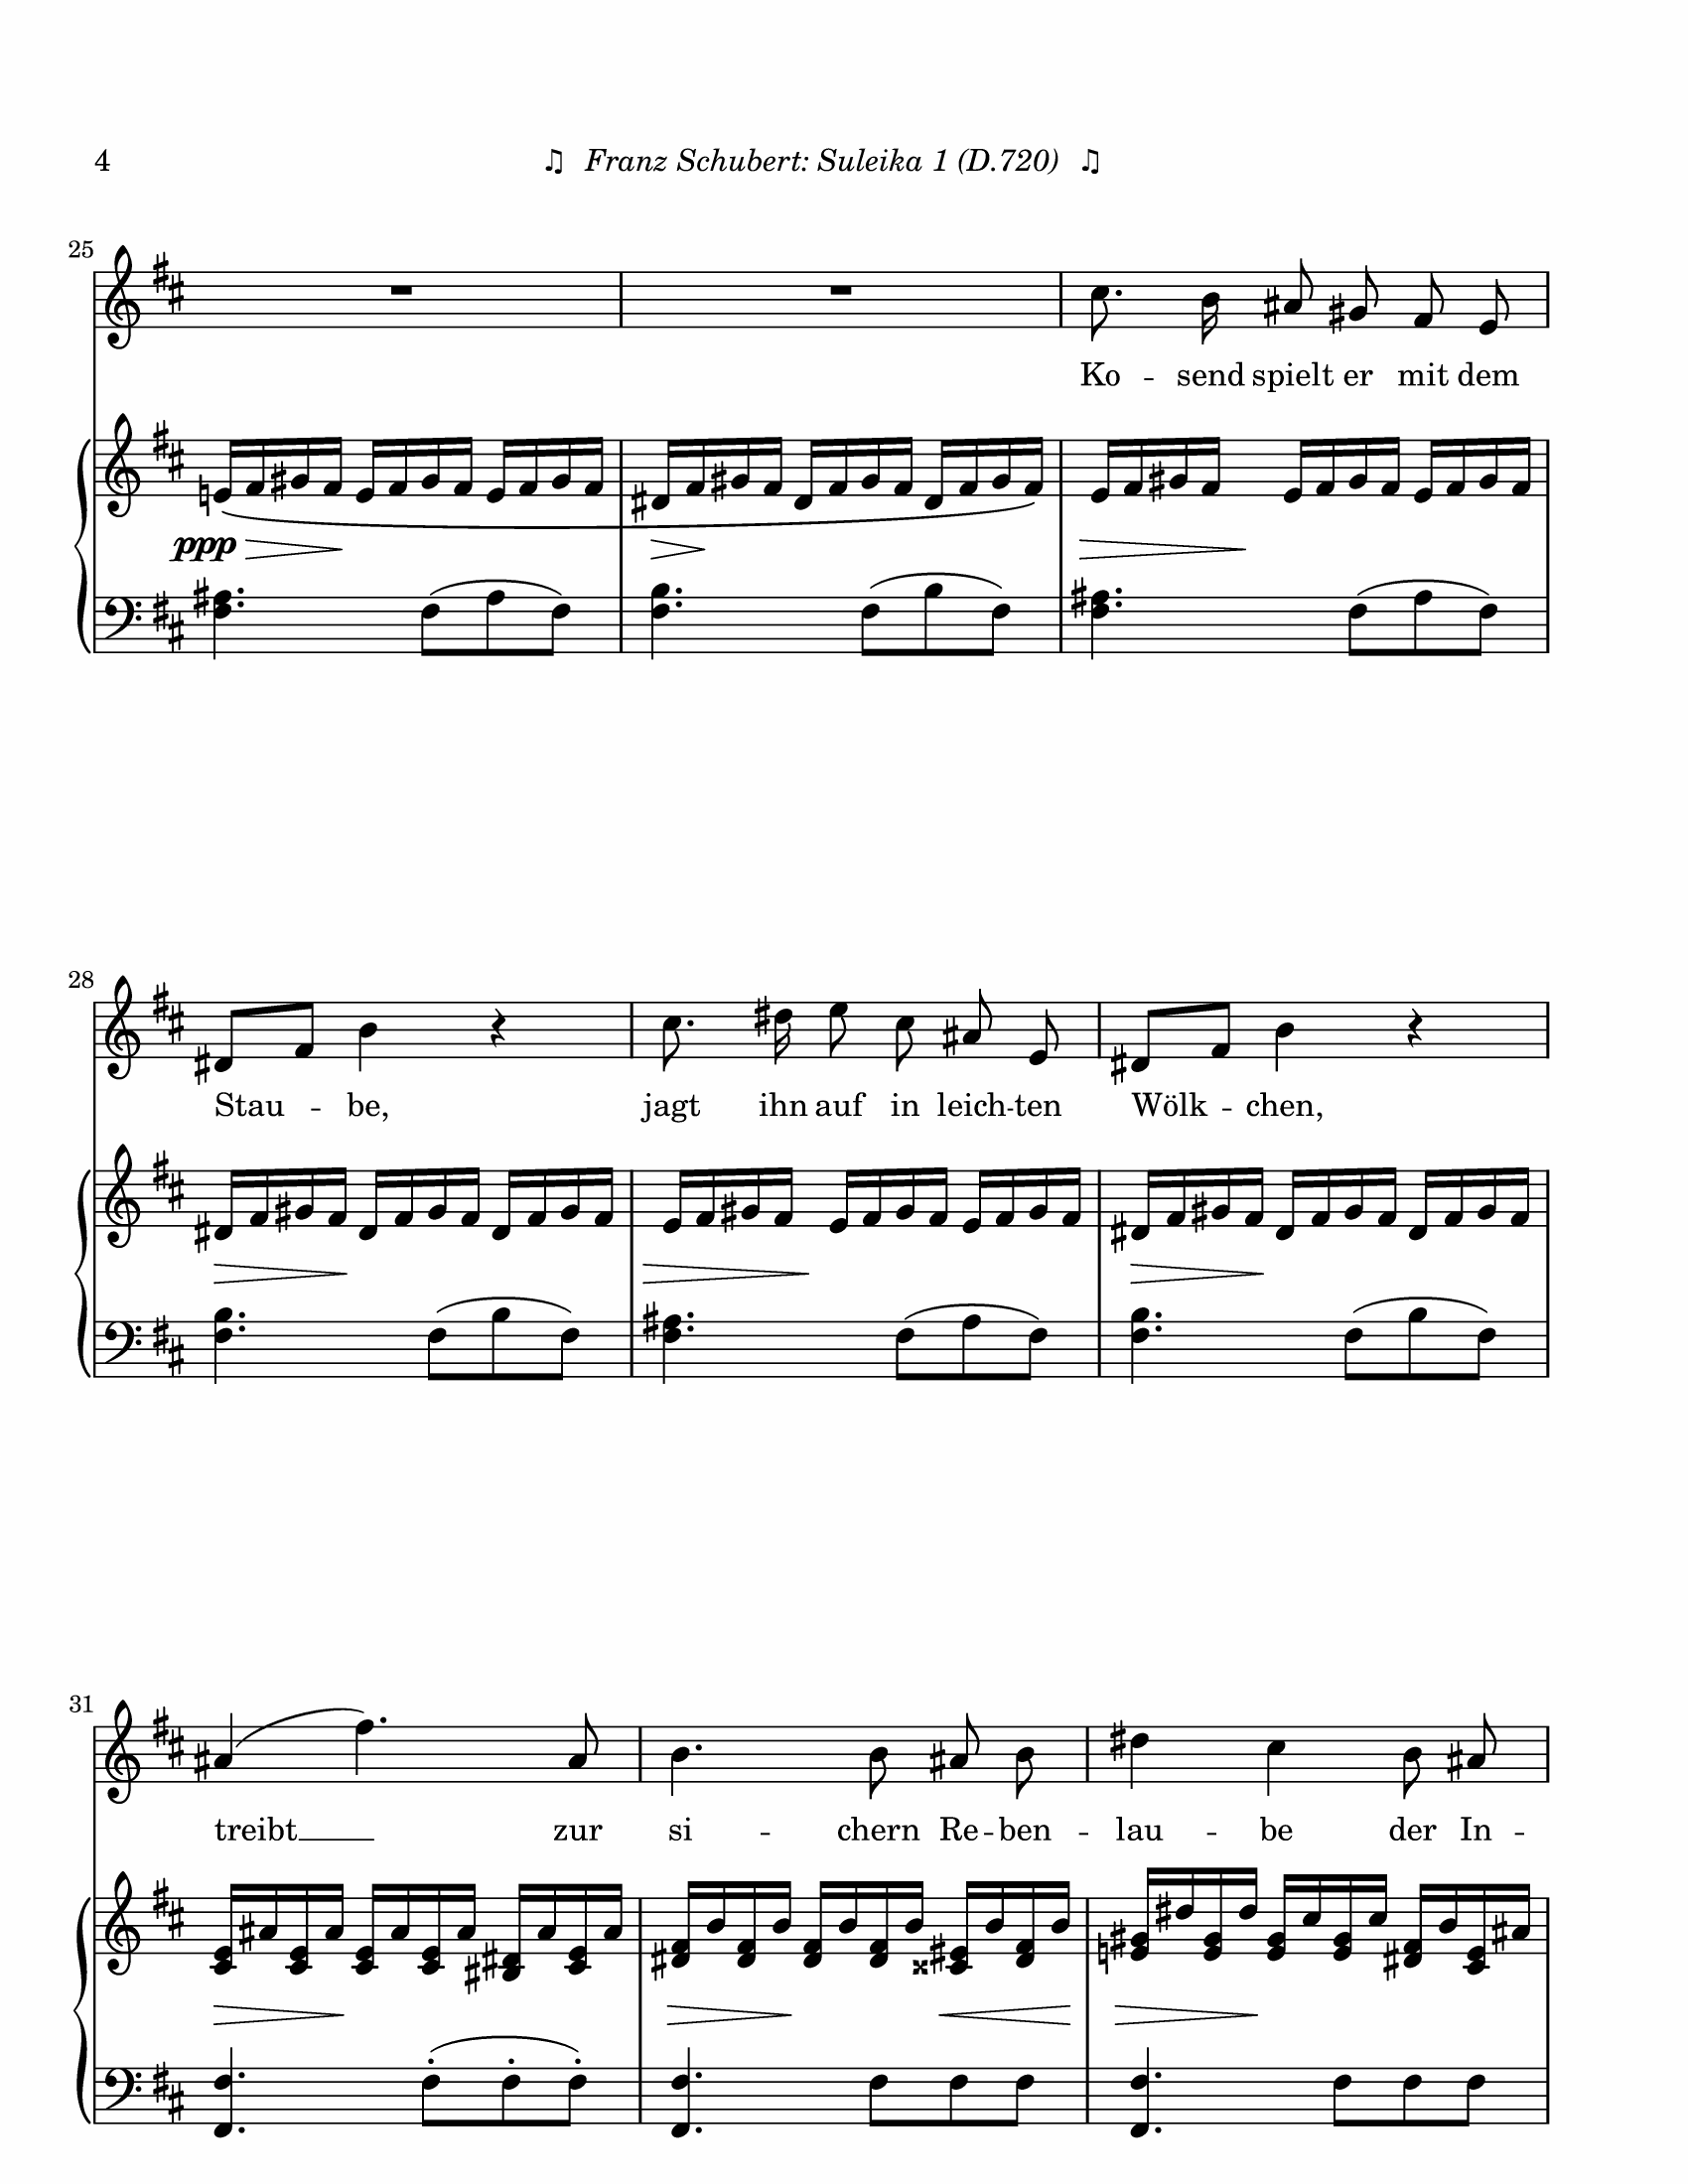 4 ♫ Franz Schubert: Suleika 1 (D.720) ♫
25
Ko -- send spielt er mit dem
ppp
28
Stau -- be, jagt ihn auf in leich -- ten Wölk -- chen,
31
treibt __ zur si -- chern Re -- ben -- lau -- be der In --